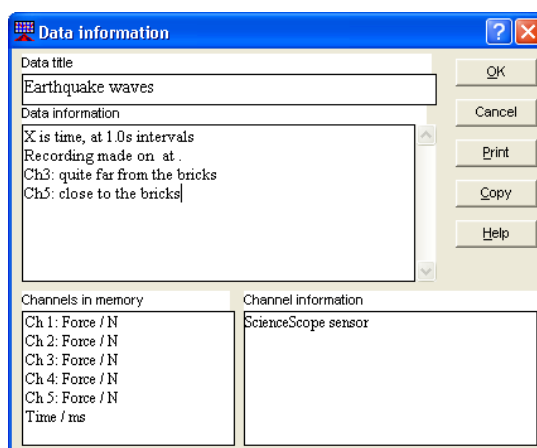 Data information
Data title
OK
Earthquake waves
Data information
Cancel
X is time, at 1.0s intervals
Recording made on  at .
Ch3: quite far from the bricks
Ch5: close to the bricks
Print
Copy
Help
Channels in memory
Channel information
Ch 1: Force / N
Ch 2: Force / N
Ch 3: Force / N
Ch 4: Force / N
Ch 5: Force / N
Time / ms
ScienceScope sensor